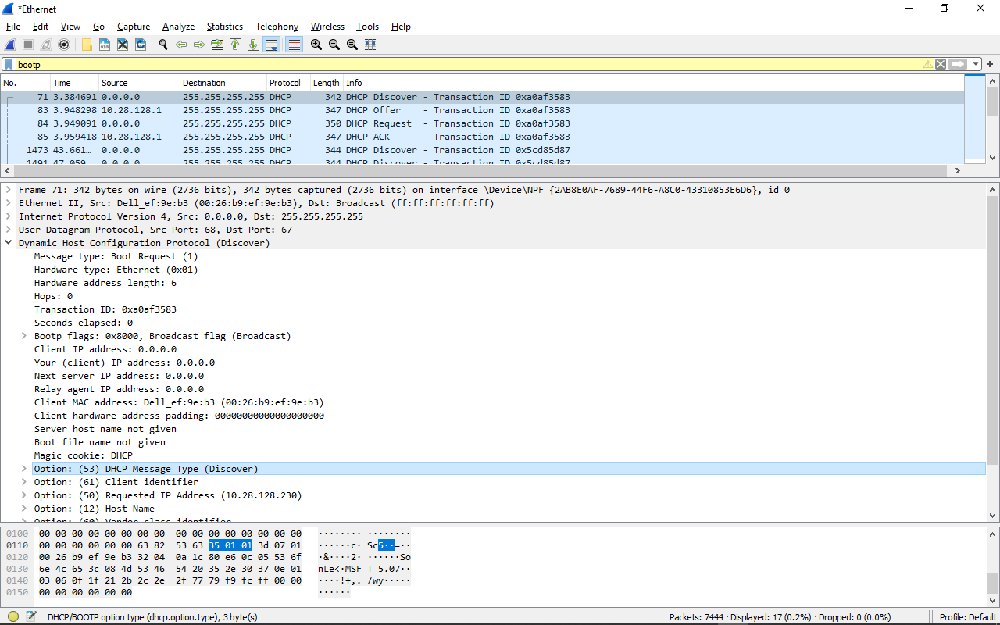 *Ethernet
File Edit View Go Capture Analyze Statistics Telephony Wireless Tools Help
bootp
No. Time Source Destination Protocol Length Info
71 3.384691 0.0.0.0 255.255.255.255 DHCP 342 DHCP Discover - Transaction ID 0xa0af3583
83 3.948298 10.28.128.1 255.255.255.255 DHCP 347 DHCP Offer - Transaction ID 0xa0af3583
84 3.949091 0.0.0.0 255.255.255.255 DHCP 350 DHCP Request - Transaction ID 0xa0af3583
85 3.959418 10.28.128.1 255.255.255.255 DHCP 347 DHCP ACK - Transaction ID 0xa0af3583
1473 43.661… 0.0.0.0 255.255.255.255 DHCP 344 DHCP Discover - Transaction ID 0x5cd85d87
1491 47.059… 0.0.0.0 255.255.255.255 DHCP 344 DHCP Discover - Transaction ID 0x5cd85d87
Frame 71: 342 bytes on wire (2736 bits), 342 bytes captured (2736 bits) on interface \Device\NPF_{2AB8E0AF-7689-44F6-A8C0-43310853E6D6}, id 0
Ethernet II, Src: Dell_ef:9e:b3 (00:26:b9:ef:9e:b3), Dst: Broadcast (ff:ff:ff:ff:ff:ff)
Internet Protocol Version 4, Src: 0.0.0.0, Dst: 255.255.255.255
User Datagram Protocol, Src Port: 68, Dst Port: 67
Dynamic Host Configuration Protocol (Discover)
Message type: Boot Request (1)
Hardware type: Ethernet (0x01)
Hardware address length: 6
Hops: 0
Transaction ID: 0xa0af3583
Seconds elapsed: 0
Bootp flags: 0x8000, Broadcast flag (Broadcast)
Client IP address: 0.0.0.0
Your (client) IP address: 0.0.0.0
Next server IP address: 0.0.0.0
Relay agent IP address: 0.0.0.0
Client MAC address: Dell_ef:9e:b3 (00:26:b9:ef:9e:b3)
Client hardware address padding: 00000000000000000000
Server host name not given
Boot file name not given
Magic cookie: DHCP
Option: (53) DHCP Message Type (Discover)
Option: (61) Client identifier
Option: (50) Requested IP Address (10.28.128.230)
Option: (12) Host Name
Option: (60) Vendor class identifier
0100 00 00 00 00 00 00 00 00 00 00 00 00 00 00 00 00 ········ ········
0110 00 00 00 00 00 00 63 82 53 63 35 01 01 3d 07 01 ······c· Sc5··=··
0120 00 26 b9 ef 9e b3 32 04 0a 1c 80 e6 0c 05 53 6f ·&····2· ······So
0130 6e 4c 65 3c 08 4d 53 46 54 20 35 2e 30 37 0e 01 nLe<·MSF T 5.07··
0140 03 06 0f 1f 21 2b 2c 2e 2f 77 79 f9 fc ff 00 00 ····!+,. /wy·····
0150 00 00 00 00 00 00 ······
DHCP/BOOTP option type (dhcp.option.type), 3 byte(s)
Packets: 7444 · Displayed: 17 (0.2%) · Dropped: 0 (0.0%)
Profile: Default